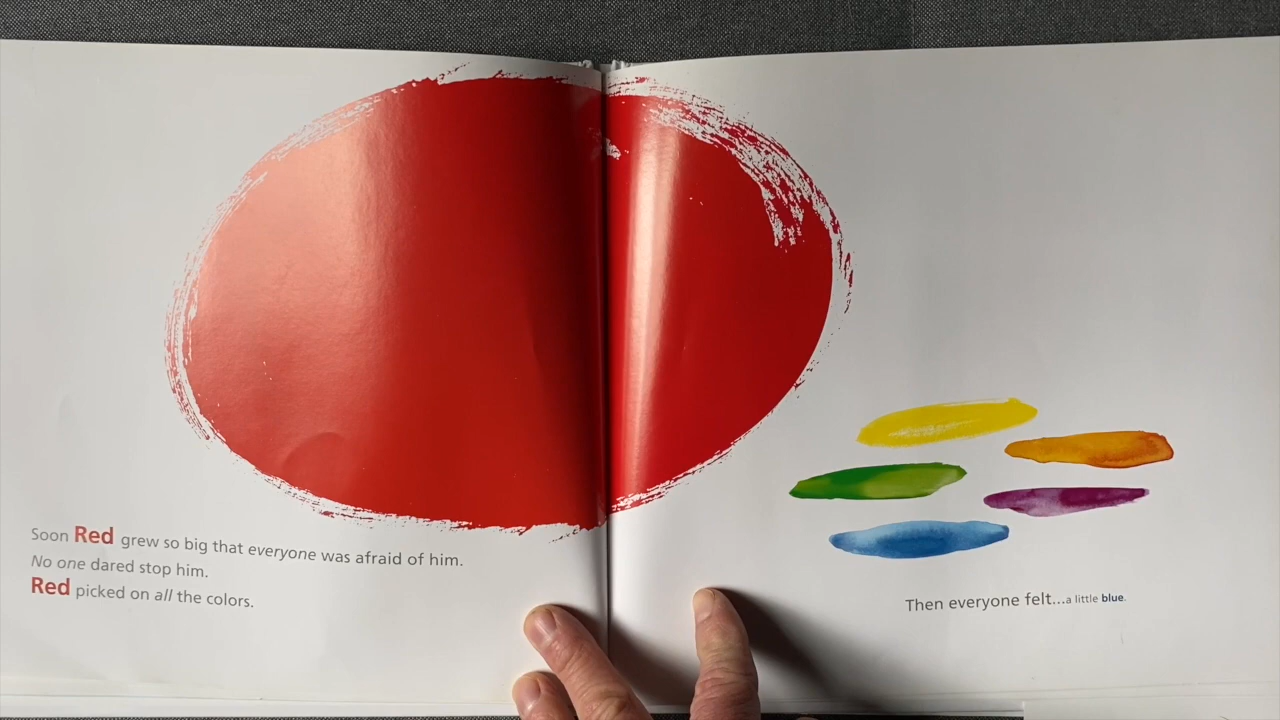 Soon Red grew so big that everyone was afraid of him.
No one dared stop him.
Red picked on all the colors.
Then everyone felt...a little blue.